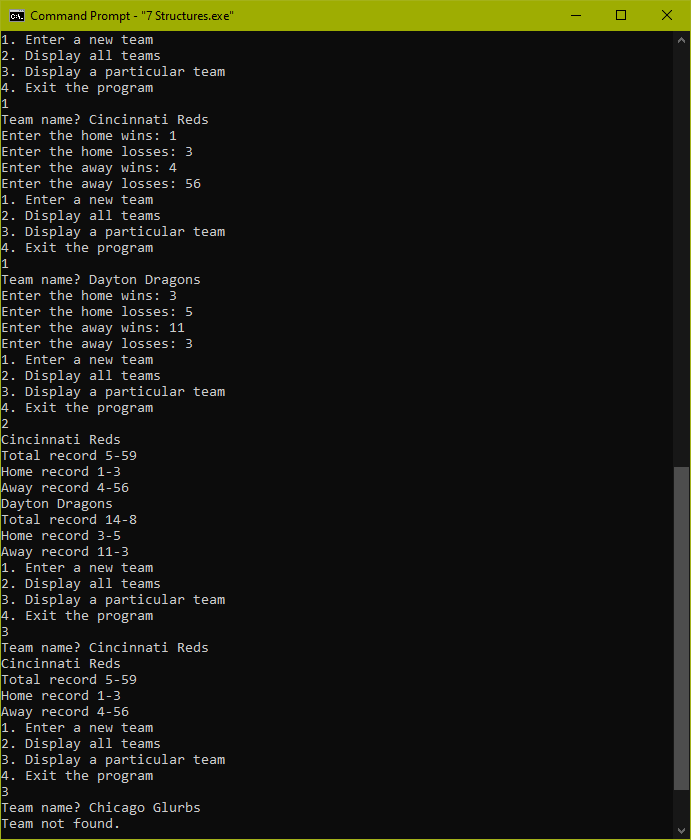 Command Prompt - "7 Structures.exe"
1. Enter a new team
2. Display all teams
3. Display a particular team
4. Exit the program
1
Team name? Cincinnati Reds
Enter the home wins: 1
Enter the home losses: 3
Enter the away wins: 4
Enter the away losses: 56
1. Enter a new team
2. Display all teams
3. Display a particular team
4. Exit the program
1
Team name? Dayton Dragons
Enter the home wins: 3
Enter the home losses: 5
Enter the away wins: 11
Enter the away losses: 3
1. Enter a new team
2. Display all teams
3. Display a particular team
4. Exit the program
2
Cincinnati Reds
Total record 5-59
Home record 1-3
Away record 4-56
Dayton Dragons
Total record 14-8
Home record 3-5
Away record 11-3
1. Enter a new team
2. Display all teams
3. Display a particular team
4. Exit the program
3
Team name? Cincinnati Reds
Cincinnati Reds
Total record 5-59
Home record 1-3
Away record 4-56
1. Enter a new team
2. Display all teams
3. Display a particular team
4. Exit the program
3
Team name? Chicago Glurbs
Team not found.